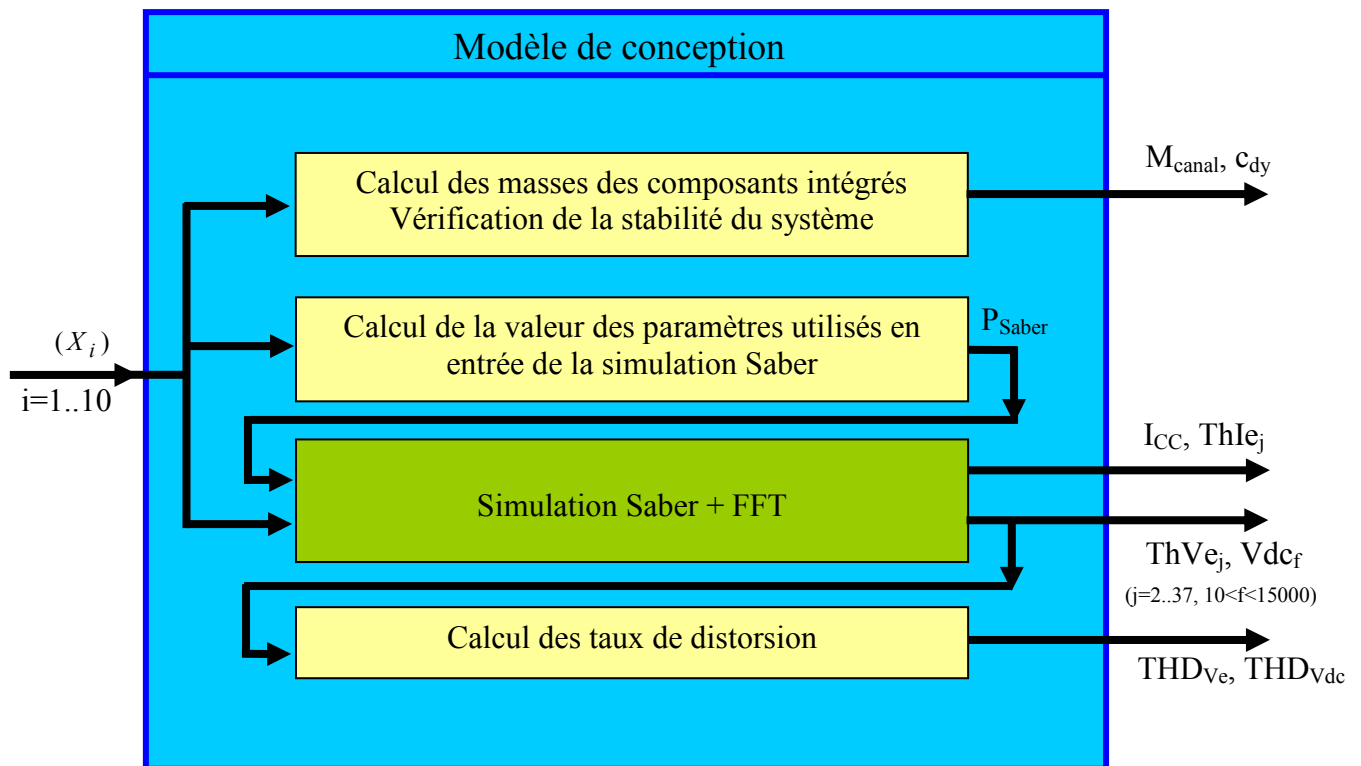 Modèle de conception
Calcul des masses des composants intégrés
Vérification de la stabilité du système
M_canal, c_dy
Calcul de la valeur des paramètres utilisés en
entrée de la simulation Saber
P_Saber
(X_i)
i=1..10
Simulation Saber + FFT
I_CC, ThIe_j
ThVe_j, Vdc_f
(j=2..37, 10<f<15000)
Calcul des taux de distorsion
THD_Ve, THD_Vdc